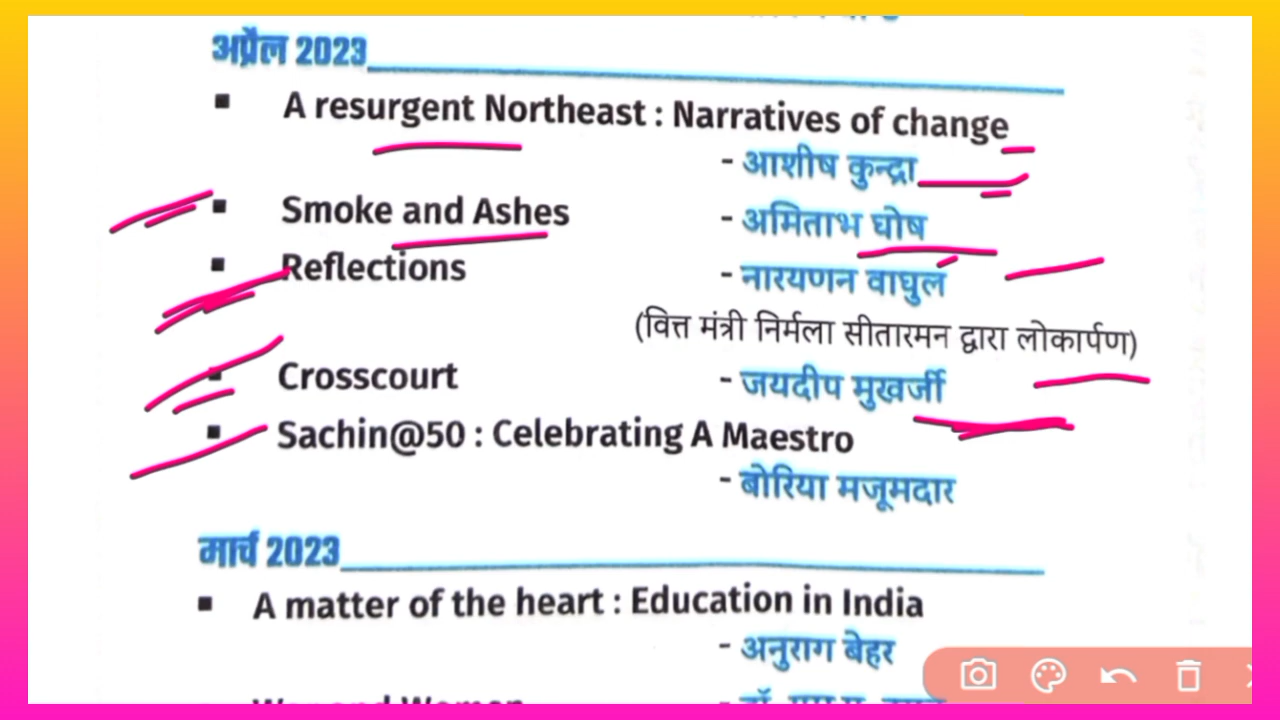 अप्रैल 2023
A resurgent Northeast : Narratives of change
- आशीष कुन्द्रा
Smoke and Ashes - अमिताभ घोष
Reflections - नारयणन वाघुल
(वित्त मंत्री निर्मला सीतारमन द्वारा लोकार्पण)
Crosscourt - जयदीप मुखर्जी
Sachin@50 : Celebrating A Maestro
- बोरिया मजूमदार
मार्च 2023
A matter of the heart : Education in India
- अनुराग बेहर